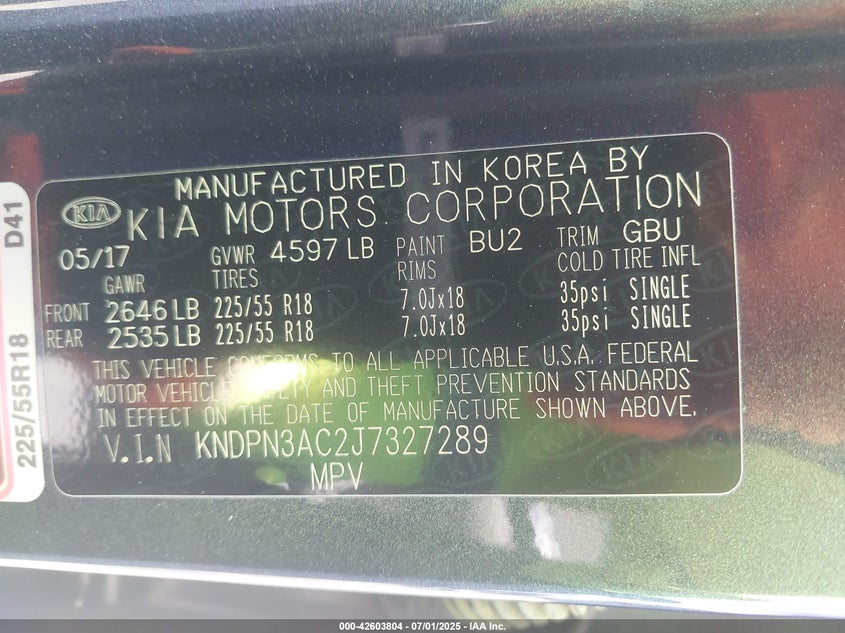 MANUFACTURED IN KOREA BY
KIA KIA MOTORS CORPORATION
05/17 GVWR 4597 LB PAINT BU2 TRIM GBU
GAWR TIRES RIMS COLD TIRE INFL
FRONT 2646 LB 225/55 R18 7.0Jx18 35psi SINGLE
REAR 2535 LB 225/55 R18 7.0Jx18 35psi SINGLE
THIS VEHICLE CONFORMS TO ALL APPLICABLE U.S.A. FEDERAL
MOTOR VEHICLE SAFETY AND THEFT PREVENTION STANDARDS
IN EFFECT ON THE DATE OF MANUFACTURE SHOWN ABOVE.
V.I.N KNDPN3AC2J7327289
MPV
225/55R18 D41
000-42603804 - 07/01/2025 - IAA Inc.